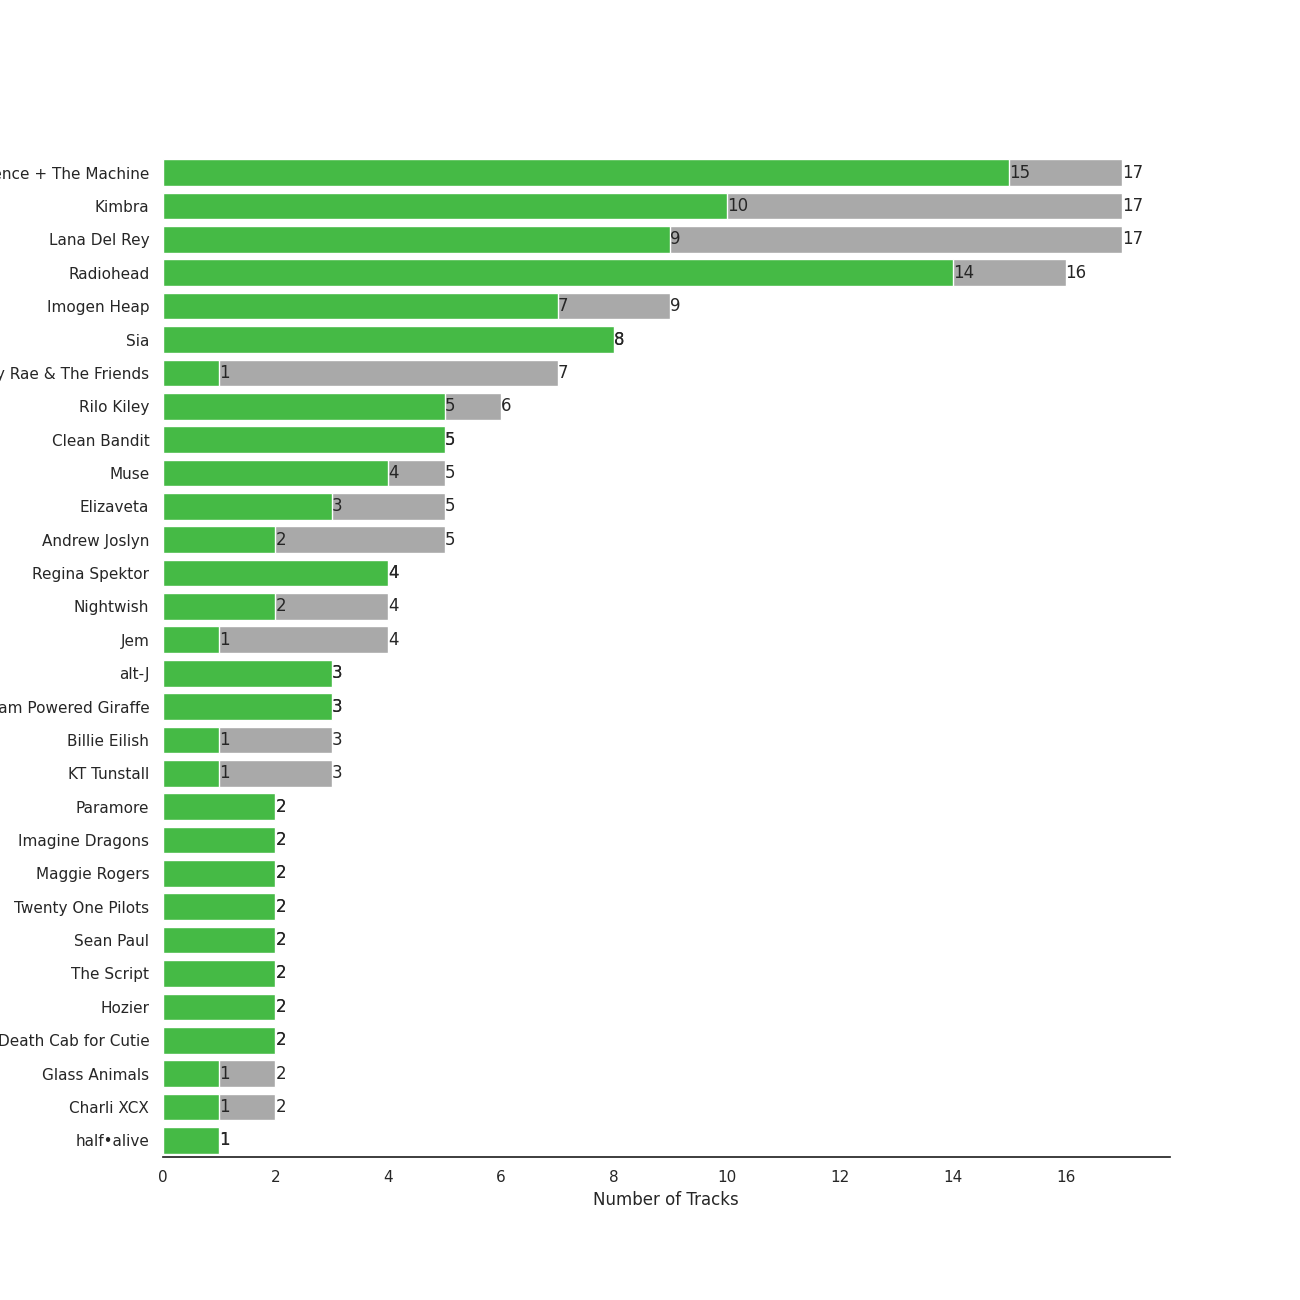 ence + The Machine 15 17
Kimbra 10 17
Lana Del Rey 9 17
Radiohead 14 16
Imogen Heap 7 9
Sia 8
y Rae & The Friends 1 7
Rilo Kiley 5 6
Clean Bandit 5
Muse 4 5
Elizaveta 3 5
Andrew Joslyn 2 5
Regina Spektor 4
Nightwish 2 4
Jem 1 4
alt-J 3
am Powered Giraffe 3
Billie Eilish 1 3
KT Tunstall 1 3
Paramore 2
Imagine Dragons 2
Maggie Rogers 2
Twenty One Pilots 2
Sean Paul 2
The Script 2
Hozier 2
Death Cab for Cutie 2
Glass Animals 1 2
Charli XCX 1 2
half•alive 1
0 2 4 6 8 10 12 14 16
Number of Tracks